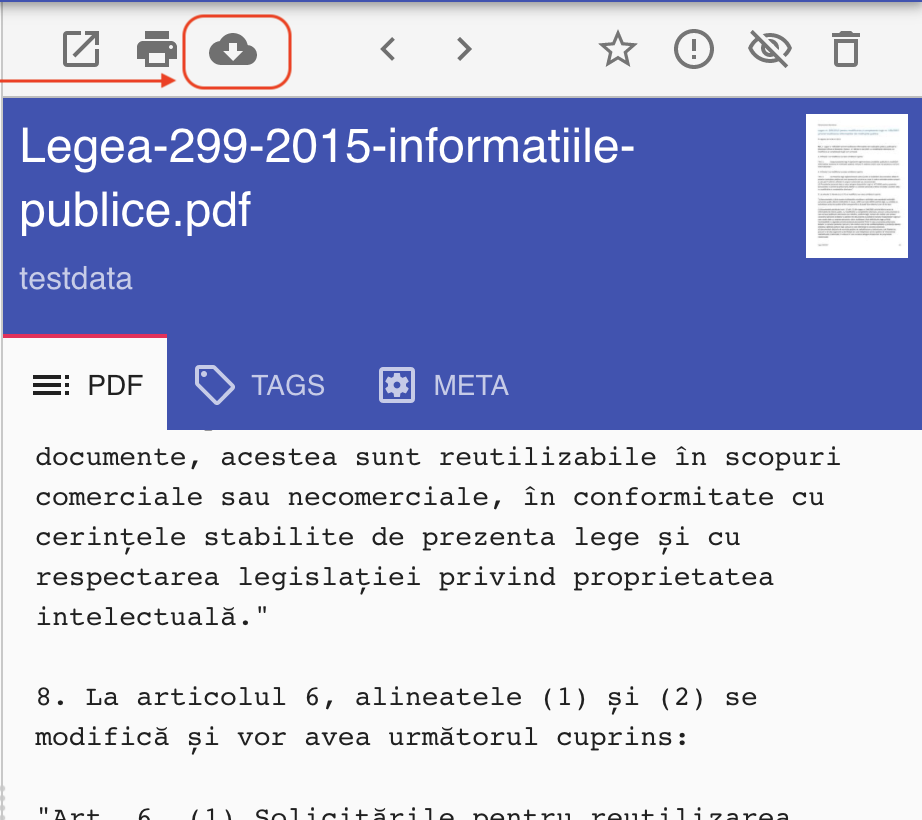 Legea-299-2015-informatiile-
publice.pdf
testdata
PDF TAGS META
documente, acestea sunt reutilizabile în scopuri
comerciale sau necomerciale, în conformitate cu
cerințele stabilite de prezenta lege și cu
respectarea legislației privind proprietatea
intelectuală."
8. La articolul 6, alineatele (1) și (2) se
modifică și vor avea următorul cuprins:
"Art. 6. (1) Solicitările pentru reutilizarea